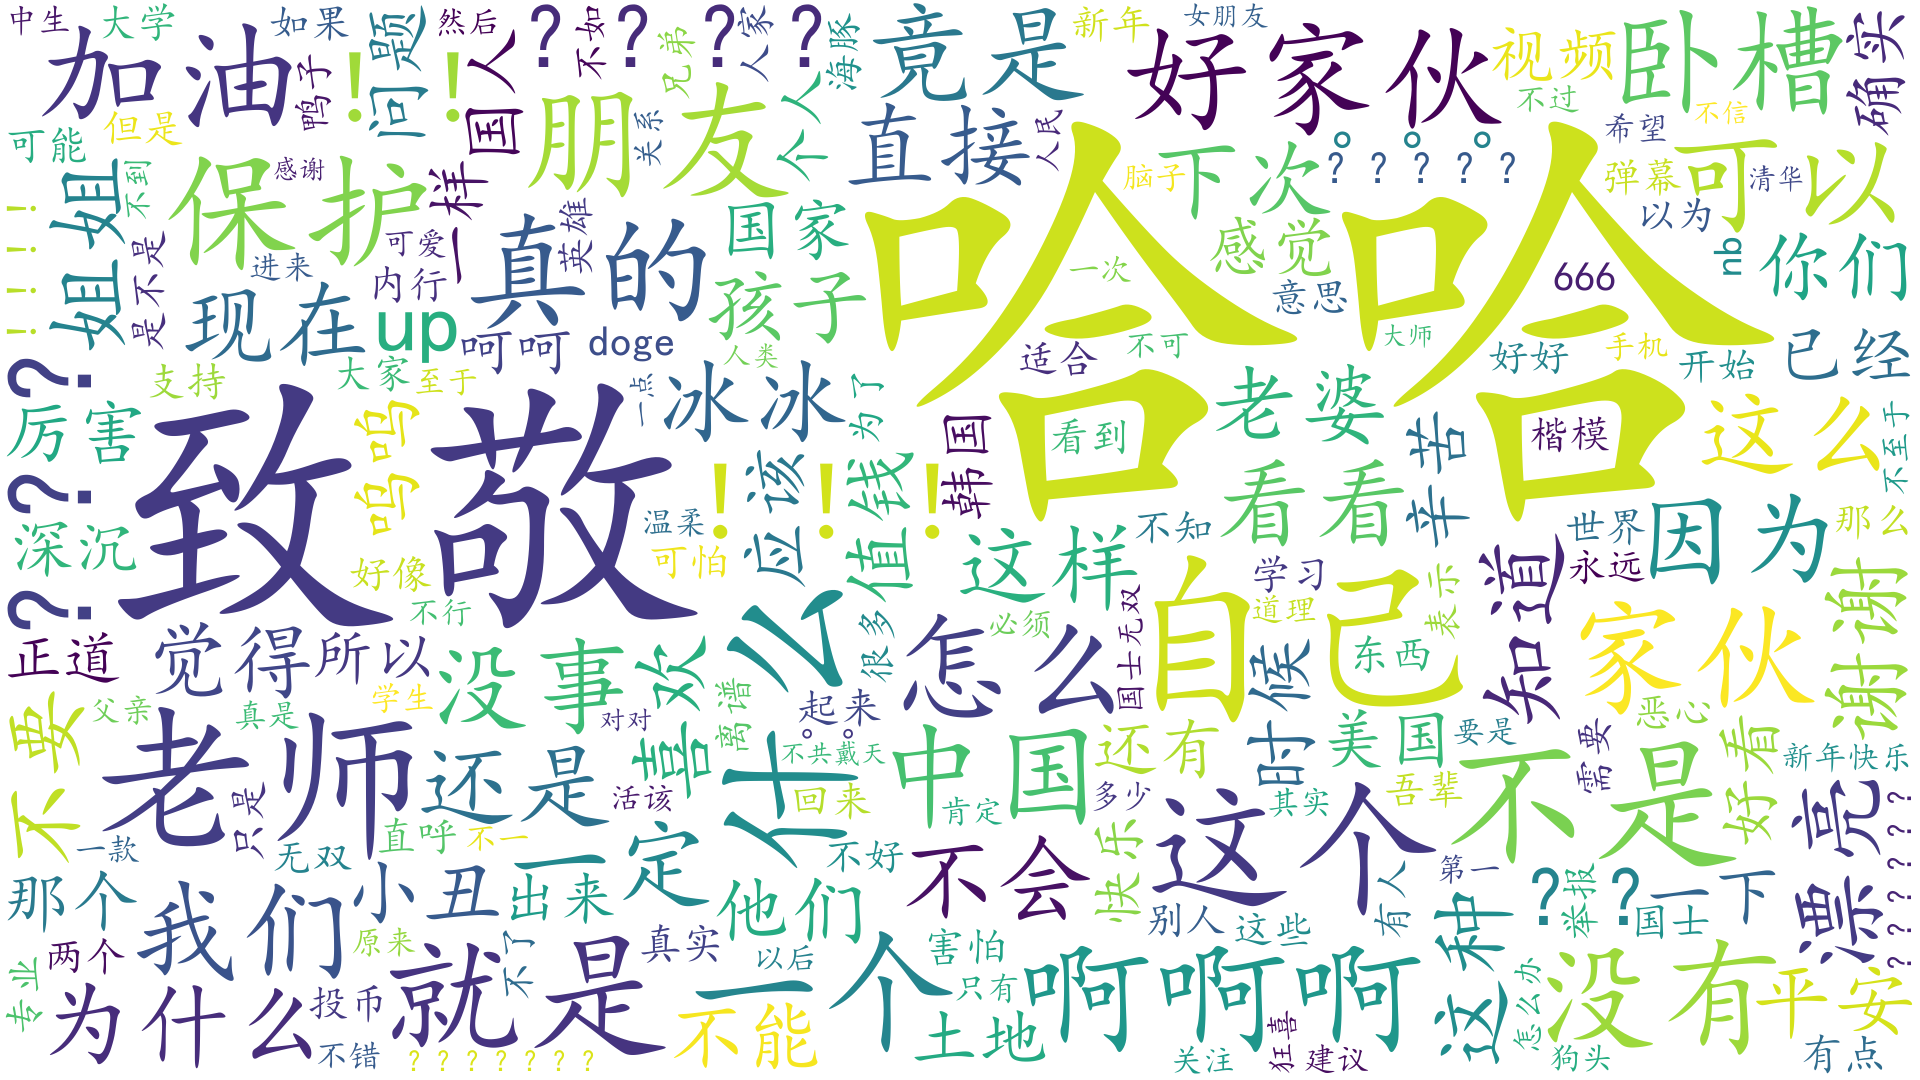 中生
大学
如果
然后
国人
????
不如
人家
兄弟
海豚
竟是
新年
女朋友
好家伙
视频
卧槽
确实
加油
鸭子
!!
问题
不过
不信
可能
但是
朋友
关系
个人
直接
人民
。。。
希望
姐姐
不到
保护
感谢
一样
哈哈
下次
?????
脑子
弹幕
清华
可以
!!!!
是不是
可爱
英雄
真的
国家
感觉
以为
nb
你们
进来
内行
现在
up
呵呵
doge
孩子
一次
意思
666
人类
适合
不可
大师
好好
手机
开始
已经
???
支持
大家
至于
一点
冰冰
为了
老婆
厉害
致敬
呜呜
韩国
看到
看看
辛苦
楷模
这么
不至于
深沉
!!!
应该
值钱
温柔
可怕
好像
不行
这样
不知
世界
因为
那么
永远
知道
学习
道理
表示
自己
什么
怎么
必须
国士无双
很多
正道
觉得
所以
没事
喜欢
离谱
东西
时候
家伙
谢谢
不要
父亲
真是
学生
对对
起来
。。
不共戴天
中国
还有
美国
要是
恶心
需要
好看
新年快乐
老师
只是
还是
活该
回来
肯定
多少
其实
吾辈
不是
漂亮
??????
一款
无双
直呼
不一
一定
不好
不会
快乐
这个
第一
有人
??
举报
国士
一下
那个
我们
小丑
出来
他们
别人
这些
这种
专业
两个
原来
就是
不了
真实
以后
一个
害怕
只有
啊啊啊
没有
怎么办
平安
为什么
投币
不错
???????
不能
土地
关注
狂喜
建议
狗头
有点